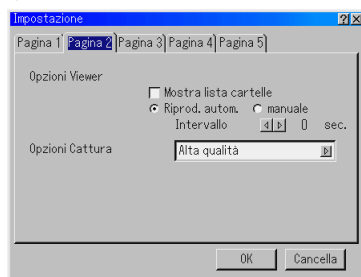 Impostazione
Pagina 1 Pagina 2 Pagina 3 Pagina 4 Pagina 5
Opzioni Viewer
Mostra lista cartelle
Riprod. autom. manuale
Intervallo 0 sec.
Opzioni Cattura Alta qualità
OK Cancella